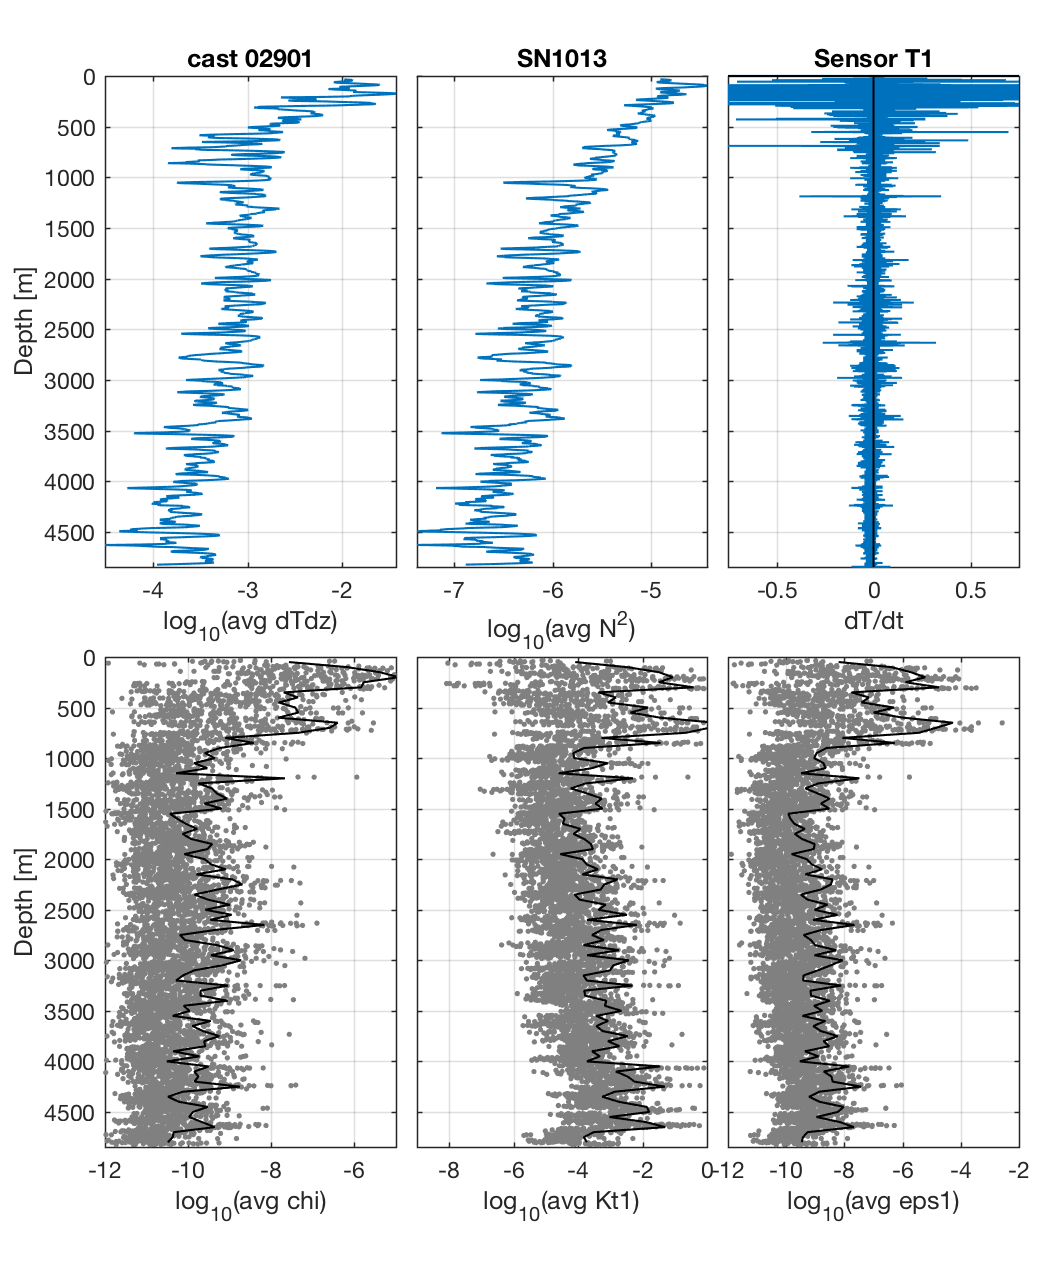 cast 02901
SN1013
Sensor T1
0
500
1000
1500
2000
2500
3000
3500
4000
4500
Depth [m]
-4 -3 -2
-7 -6 -5
-0.5 0 0.5
log10(avg dTdz)
log10(avg N2)
dT/dt
0
500
1000
1500
2000
2500
3000
3500
4000
4500
Depth [m]
-12 -10 -8 -6
-8 -6 -4 -2 0
-12 -10 -8 -6 -4 -2
log10(avg chi)
log10(avg Kt1)
log10(avg eps1)